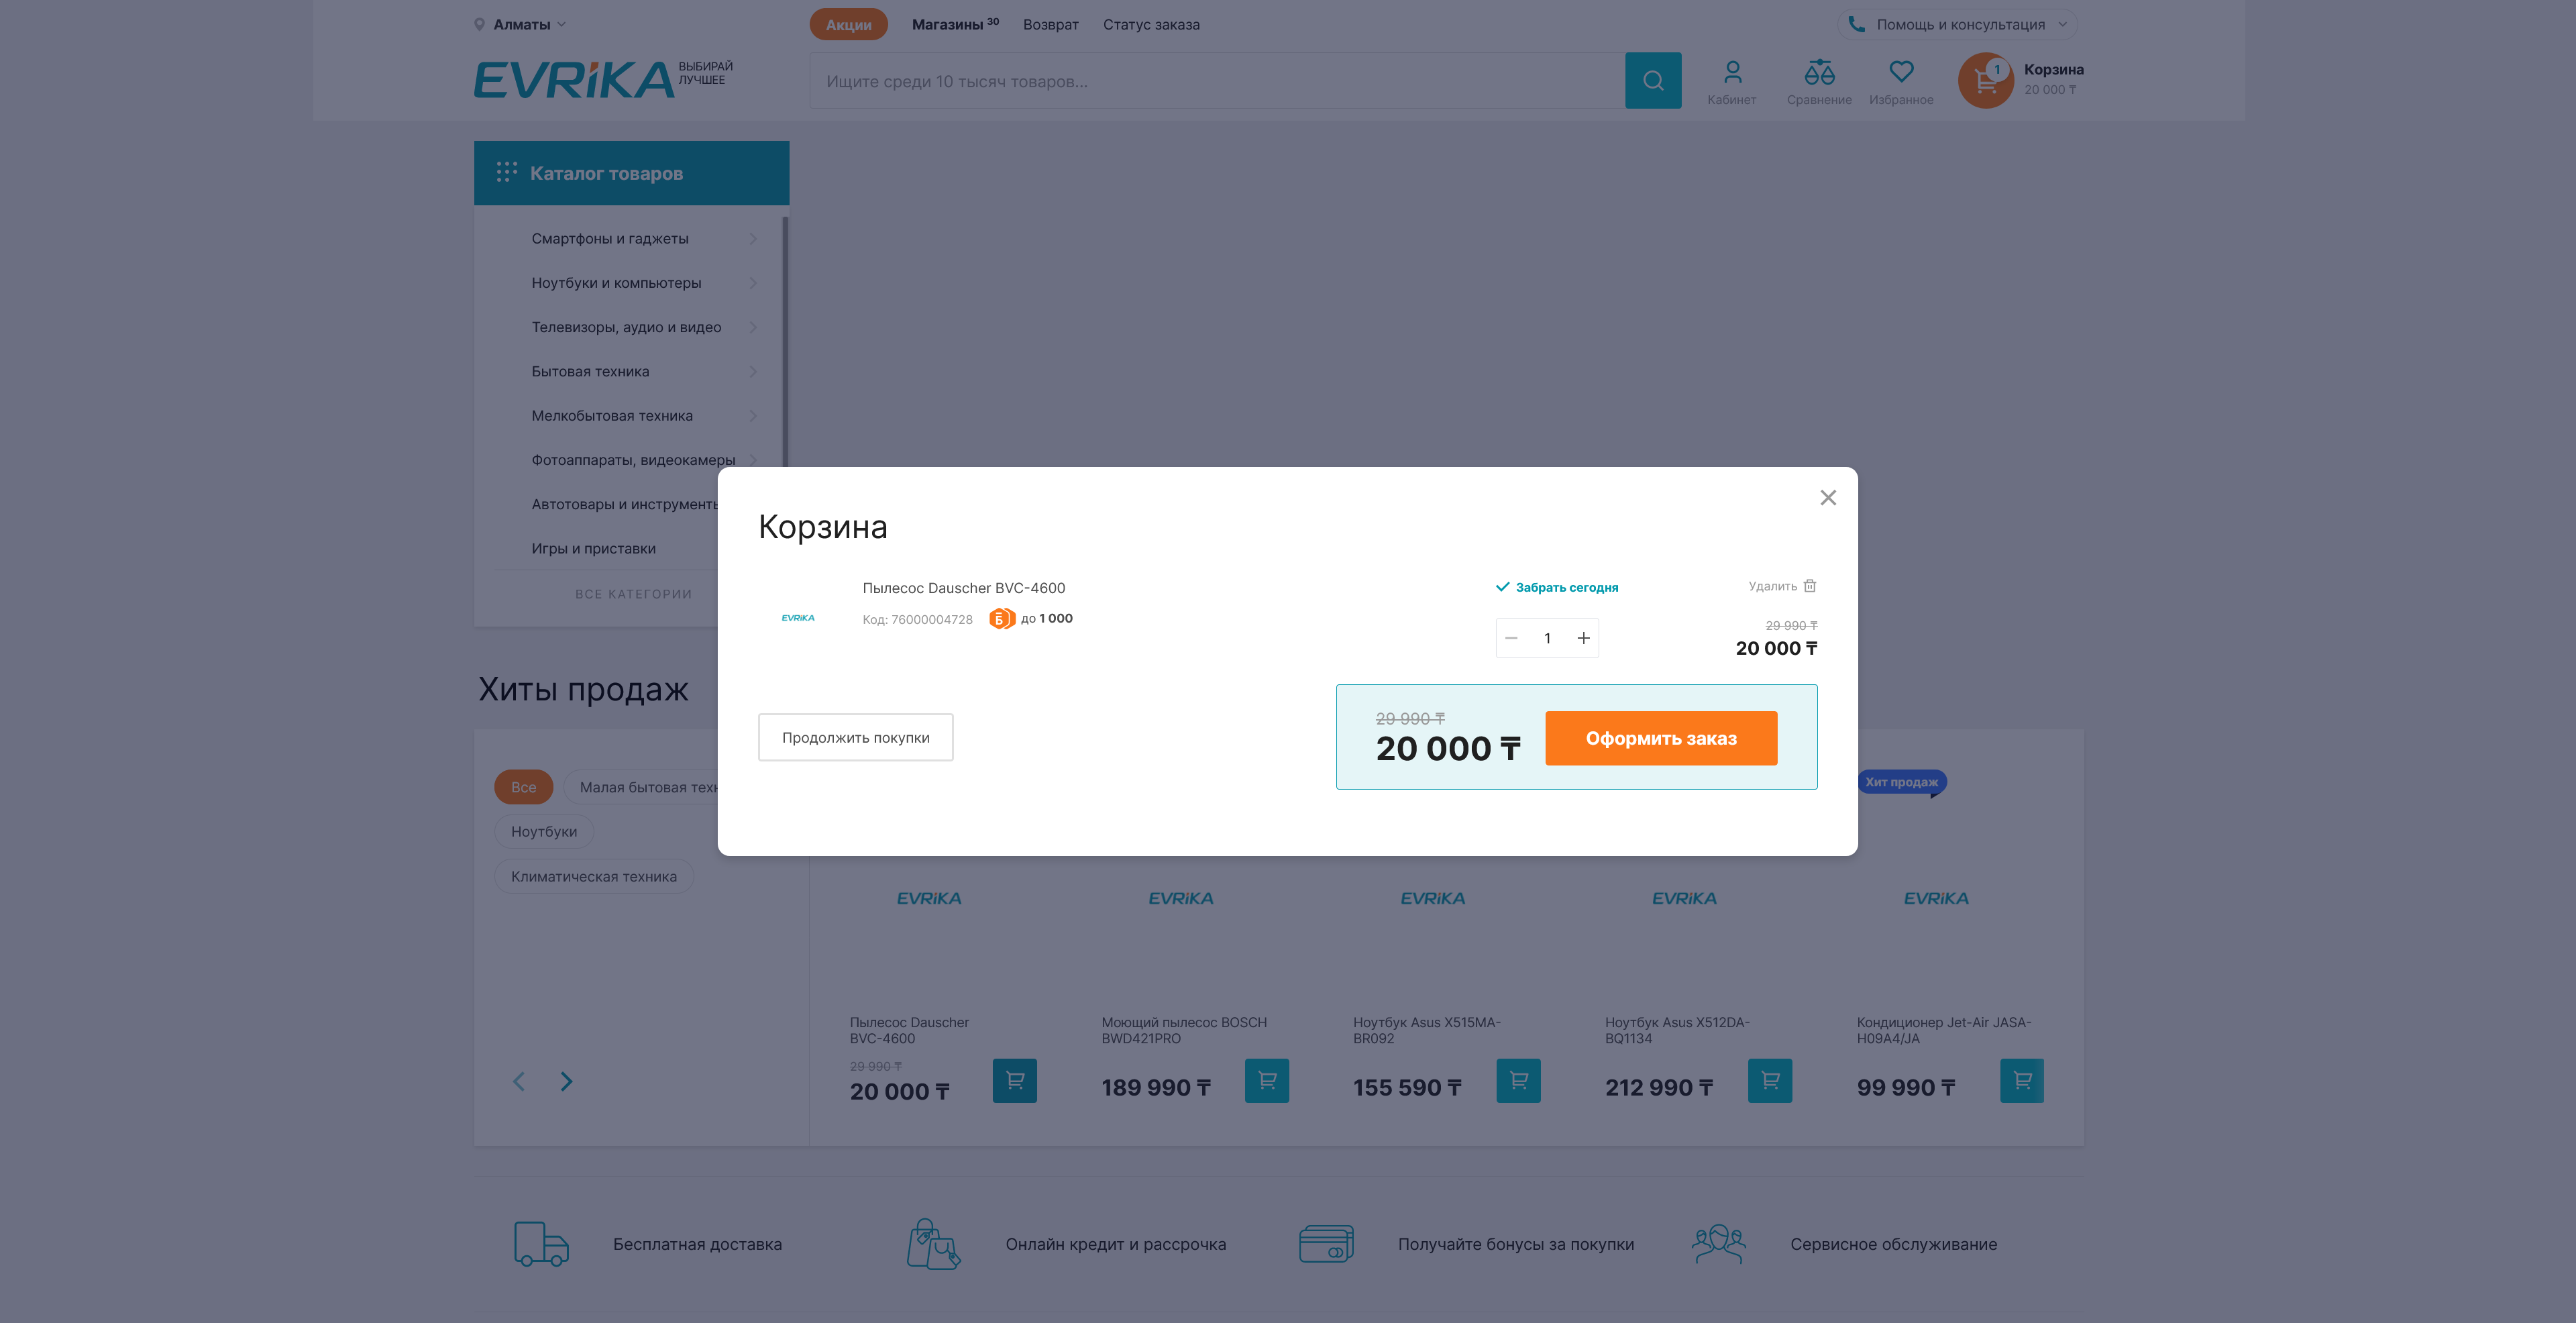 Алматы
Акции
Магазины 30
Возврат
Статус заказа
Помощь и консультация
EVRIKA
ВЫБИРАЙ
ЛУЧШЕЕ
Ищите среди 10 тысяч товаров...
Кабинет
Сравнение
Избранное
1
Корзина
20 000 ₸
Каталог товаров
Смартфоны и гаджеты
Ноутбуки и компьютеры
Телевизоры, аудио и видео
Бытовая техника
Мелкобытовая техника
Фотоаппараты, видеокамеры
Автотовары и инструменты
Игры и приставки
ВСЕ КАТЕГОРИИ
Корзина
EVRIKA
Пылесос Dauscher BVC-4600
Код: 76000004728
Б до 1 000
Забрать сегодня
1
Удалить
29 990 ₸
20 000 ₸
Продолжить покупки
29 990 ₸
20 000 ₸
Оформить заказ
Хиты продаж
Все
Малая бытовая техн
Ноутбуки
Климатическая техника
Хит продаж
EVRIKA
EVRIKA
EVRIKA
EVRIKA
EVRIKA
Пылесос Dauscher
BVC-4600
29 990 ₸
20 000 ₸
Моющий пылесос BOSCH
BWD421PRO
189 990 ₸
Ноутбук Asus X515MA-
BR092
155 590 ₸
Ноутбук Asus X512DA-
BQ1134
212 990 ₸
Кондиционер Jet-Air JASA-
H09A4/JA
99 990 ₸
Бесплатная доставка
Онлайн кредит и рассрочка
Получайте бонусы за покупки
Сервисное обслуживание